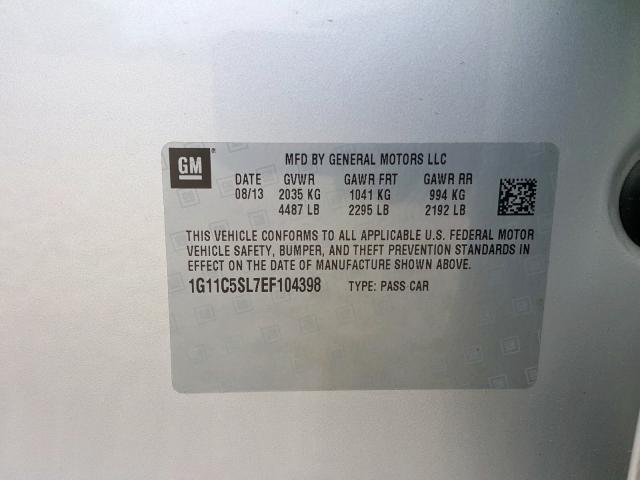 GM
®
MFD BY GENERAL MOTORS LLC
DATE GVWR GAWR FRT GAWR RR
08/13 2035 KG 1041 KG 994 KG
4487 LB 2295 LB 2192 LB
THIS VEHICLE CONFORMS TO ALL APPLICABLE U.S. FEDERAL MOTOR
VEHICLE SAFETY, BUMPER, AND THEFT PREVENTION STANDARDS IN
EFFECT ON THE DATE OF MANUFACTURE SHOWN ABOVE.
1G11C5SL7EF104398 TYPE: PASS CAR